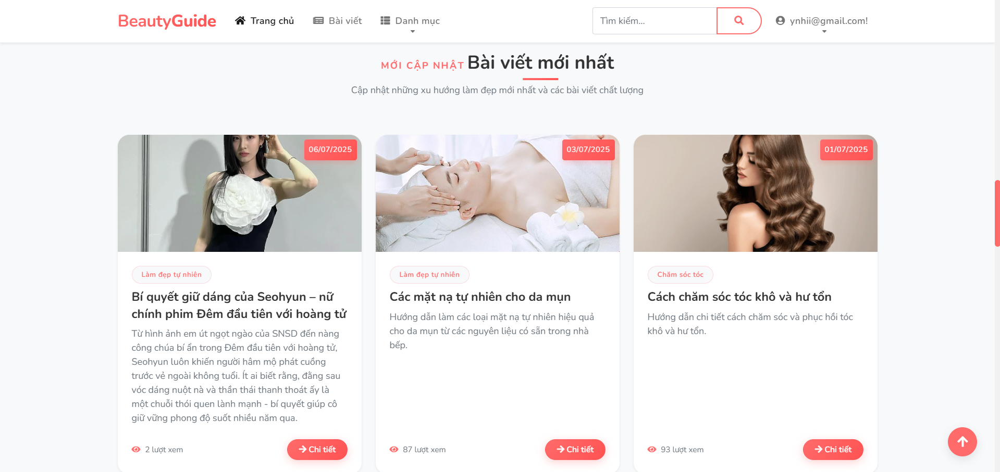 BeautyGuide
Trang chủ
Bài viết
Danh mục
Tìm kiếm...
ynhii@gmail.com!
MỚI CẬP NHẬT Bài viết mới nhất
Cập nhật những xu hướng làm đẹp mới nhất và các bài viết chất lượng
06/07/2025
Làm đẹp tự nhiên
Bí quyết giữ dáng của Seohyun – nữ
chính phim Đêm đầu tiên với hoàng tử
Từ hình ảnh em út ngọt ngào của SNSD đến nàng
công chúa bí ẩn trong Đêm đầu tiên với hoàng tử,
Seohyun luôn khiến người hâm mộ phát cuồng
trước vẻ ngoài không tuổi. Ít ai biết rằng, đằng sau
vóc dáng nuột nà và thần thái thanh thoát ấy là
một chuỗi thói quen lành mạnh - bí quyết giúp cô
giữ vững phong độ suốt nhiều năm qua.
2 lượt xem
Chi tiết
03/07/2025
Làm đẹp tự nhiên
Các mặt nạ tự nhiên cho da mụn
Hướng dẫn làm các loại mặt nạ tự nhiên hiệu quả
cho da mụn từ các nguyên liệu có sẵn trong nhà
bếp.
87 lượt xem
Chi tiết
01/07/2025
Chăm sóc tóc
Cách chăm sóc tóc khô và hư tổn
Hướng dẫn chi tiết cách chăm sóc và phục hồi tóc
khô và hư tổn.
93 lượt xem
Chi tiết